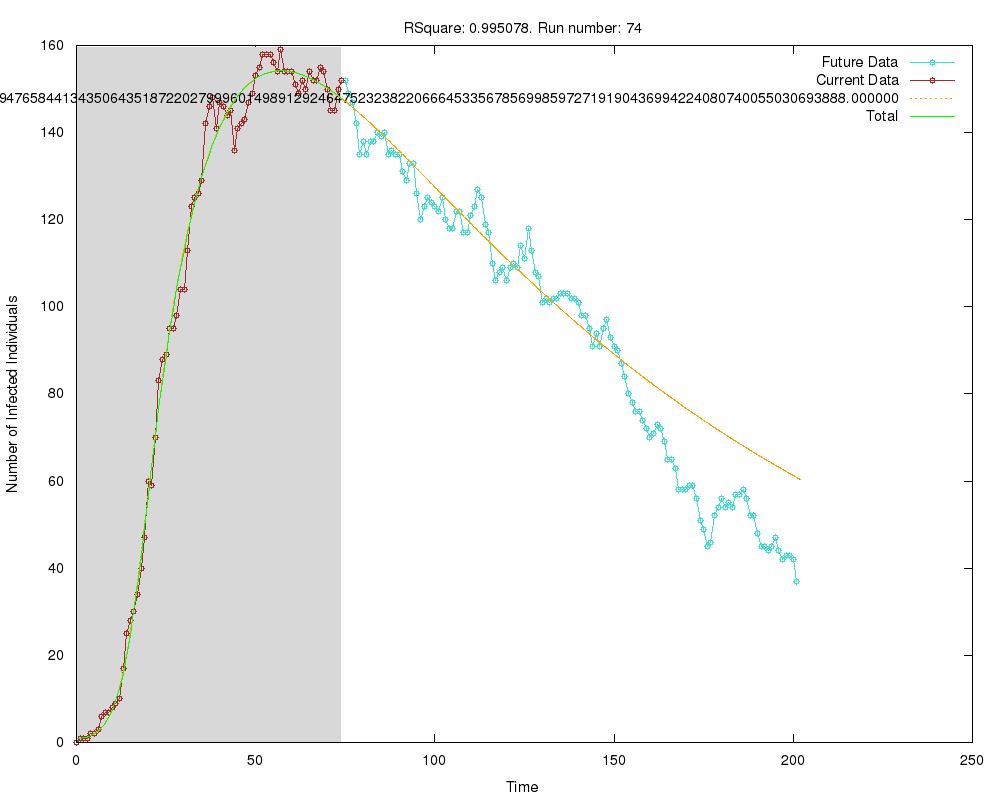 RSquare: 0.995078. Run number: 74
160
140
120
100
80
60
40
20
0
0
50
100
150
200
250
Number of Infected Individuals
Time
Future Data
Current Data
Total